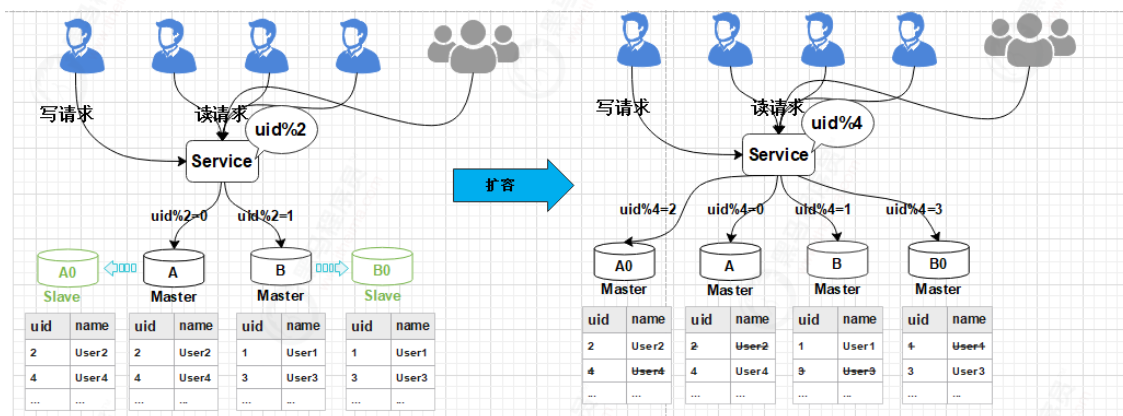 写请求
读请求
uid%2
Service
uid%2=0
uid%2=1
A0
A
B
B0
Slave
Master
Master
Slave
uid name
2 User2
4 User4
... ...
uid name
2 User2
4 User4
... ...
uid name
1 User1
3 User3
... ...
uid name
1 User1
3 User3
... ...
扩容
写请求
读请求
uid%4
Service
uid%4=2
uid%4=0
uid%4=1
uid%4=3
A0
A
B
B0
Master
Master
Master
Master
uid name
2 User2
4 User4
... ...
uid name
2 User2
4 User4
... ...
uid name
1 User1
3 User3
... ...
uid name
1 User1
3 User3
... ...